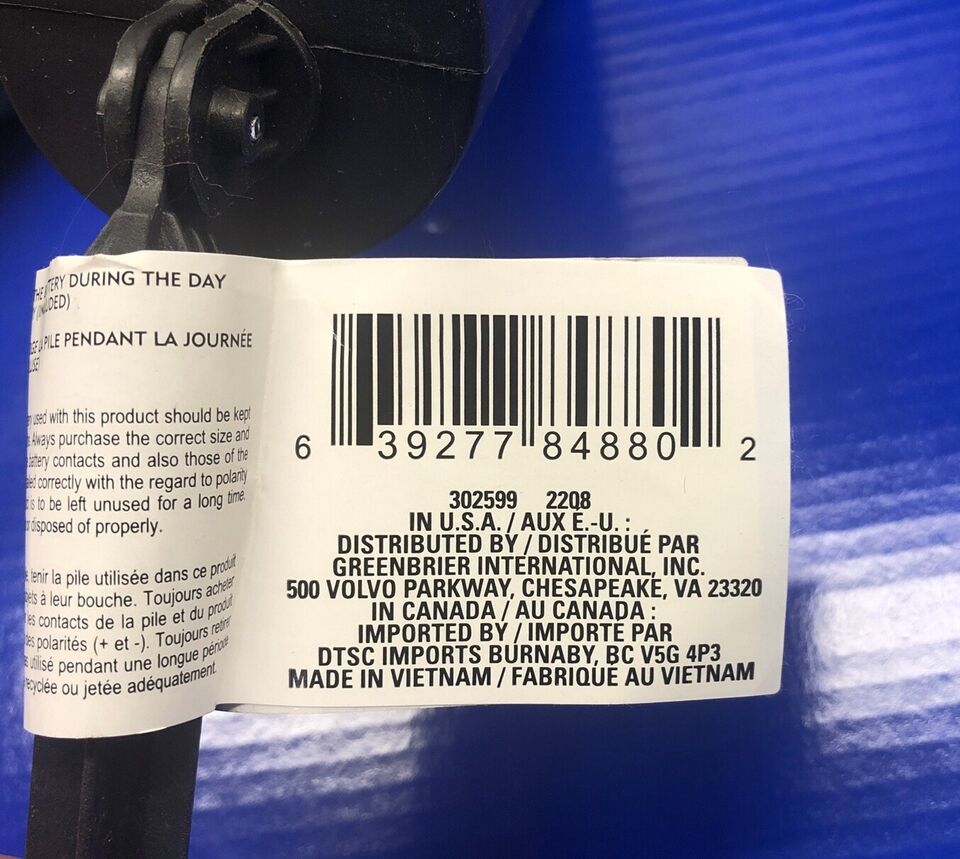 THE TERY DURING THE DAY
DED)
PILE PENDANT LA JOURNÉE
used with this product should be kept
Always purchase the correct size and
battery contacts and also those of the
correctly with the regard to polarity
is to be left unused for a long time.
or disposed of properly.
tenir la pile utilisée dans ce produit
à leur bouche. Toujours acheter
les contacts de la pile et du produit
polarités (+ et -). Toujours retirer
utilisé pendant une longue période
recyclée ou jetée adéquatement.
6 39277 84880 2
302599 2208
IN U.S.A. / AUX É.-U. :
DISTRIBUTED BY / DISTRIBUÉ PAR
GREENBRIER INTERNATIONAL, INC.
500 VOLVO PARKWAY, CHESAPEAKE, VA 23320
IN CANADA / AU CANADA :
IMPORTED BY / IMPORTÉ PAR
DTSC IMPORTS BURNABY, BC V5G 4P3
MADE IN VIETNAM / FABRIQUÉ AU VIETNAM